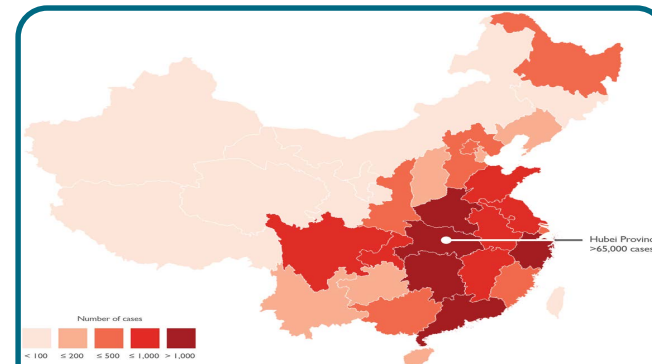 Hubei Provinc
>65,000 cases
Number of cases
< 100 ≤ 200 ≤ 500 ≤ 1,000 > 1,000